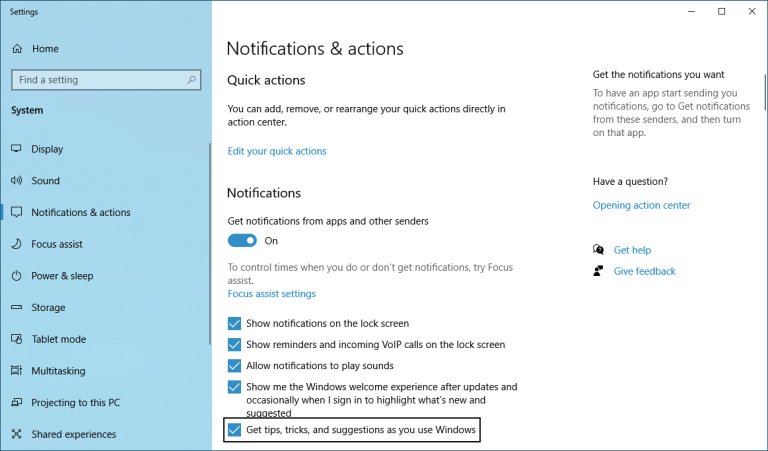 Settings
Home
Find a setting
System
Display
Sound
Notifications & actions
Focus assist
Power & sleep
Storage
Tablet mode
Multitasking
Projecting to this PC
Shared experiences
Notifications & actions
Quick actions
You can add, remove, or rearrange your quick actions directly in
action center.
Edit your quick actions
Notifications
Get notifications from apps and other senders
On
To control times when you do or don't get notifications, try Focus
assist.
Focus assist settings
Show notifications on the lock screen
Show reminders and incoming VoIP calls on the lock screen
Allow notifications to play sounds
Show me the Windows welcome experience after updates and
occasionally when I sign in to highlight what's new and
suggested
Get tips, tricks, and suggestions as you use Windows
Get the notifications you want
To have an app start sending you
notifications, go to Get notifications
from these senders, and then turn
on that app.
Have a question?
Opening action center
Get help
Give feedback